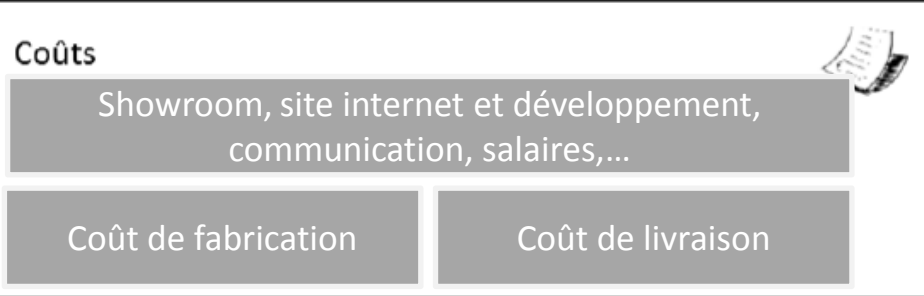 Coûts
Showroom, site internet et développement,
communication, salaires,...
Coût de fabrication
Coût de livraison